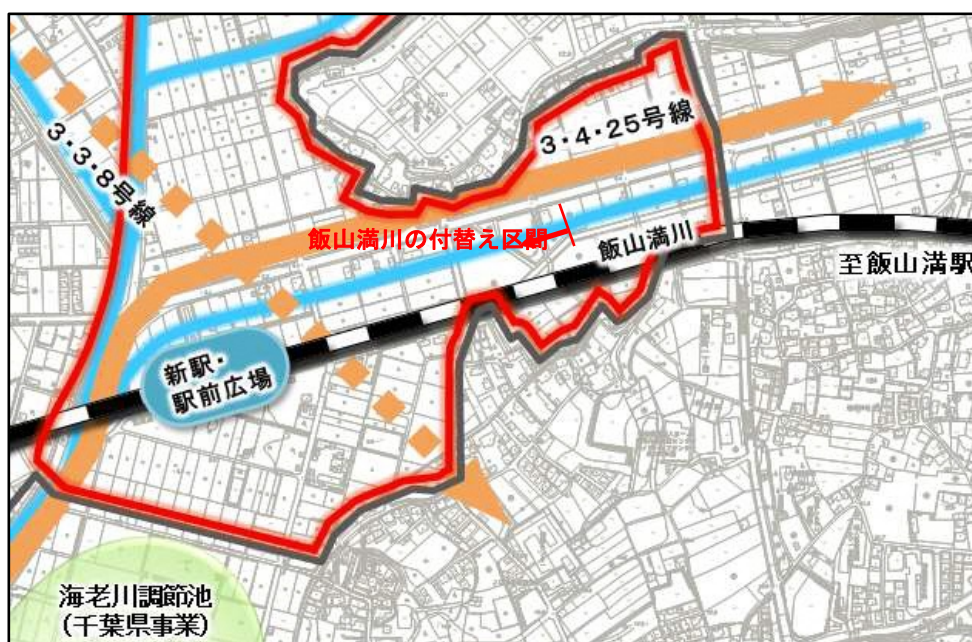 3・3・8号線
3・4・25号線
飯山満川の付替え区間
飯山満川
至飯山満駅
新駅・
駅前広場
海老川調節池
(千葉県事業)